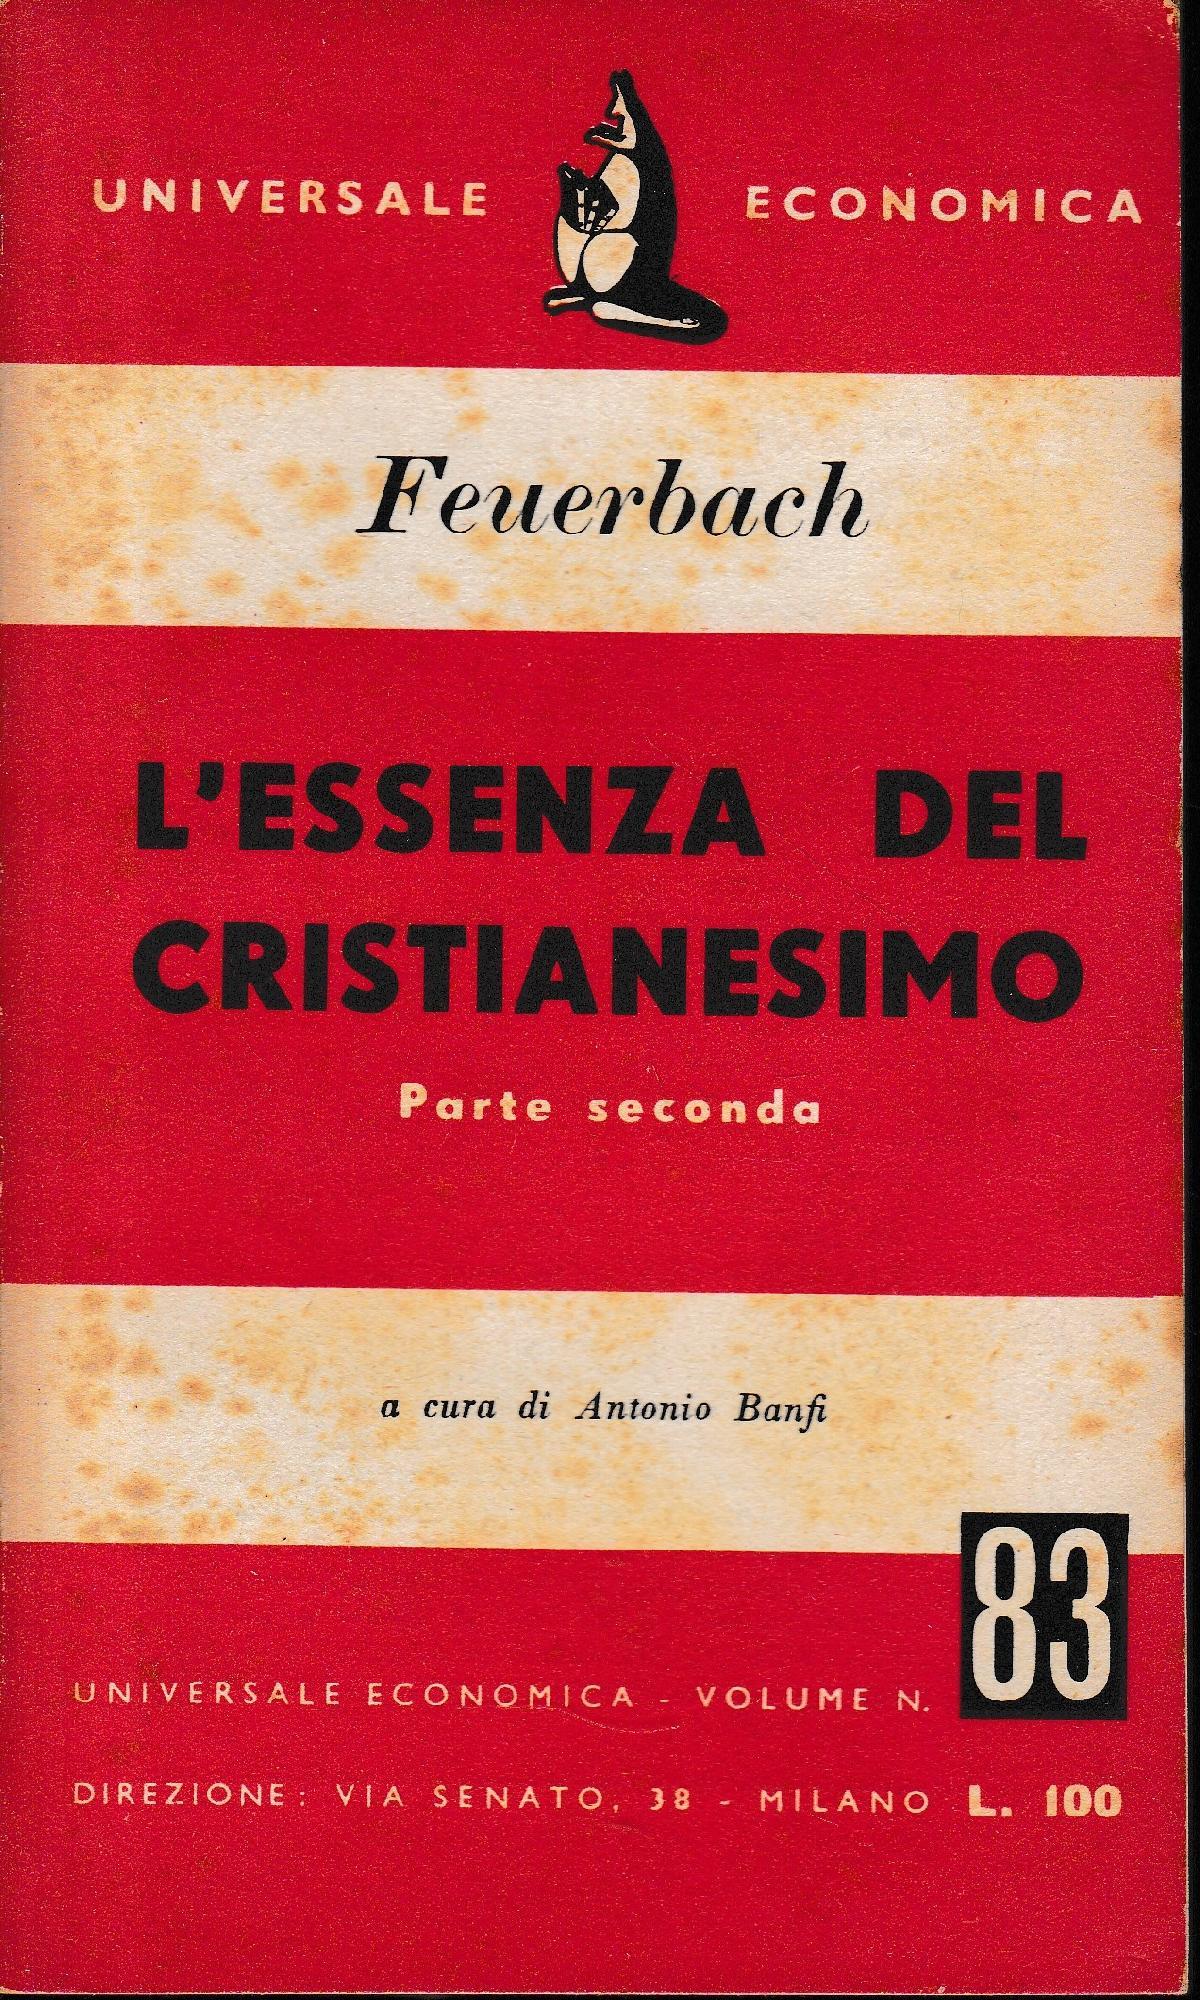 UNIVERSALE ECONOMICA
Feuerbach
L'ESSENZA DEL
CRISTIANESIMO
Parte seconda
a cura di Antonio Banfi
83
UNIVERSALE ECONOMICA - VOLUME N.
DIREZIONE: VIA SENATO, 38 - MILANO L. 100